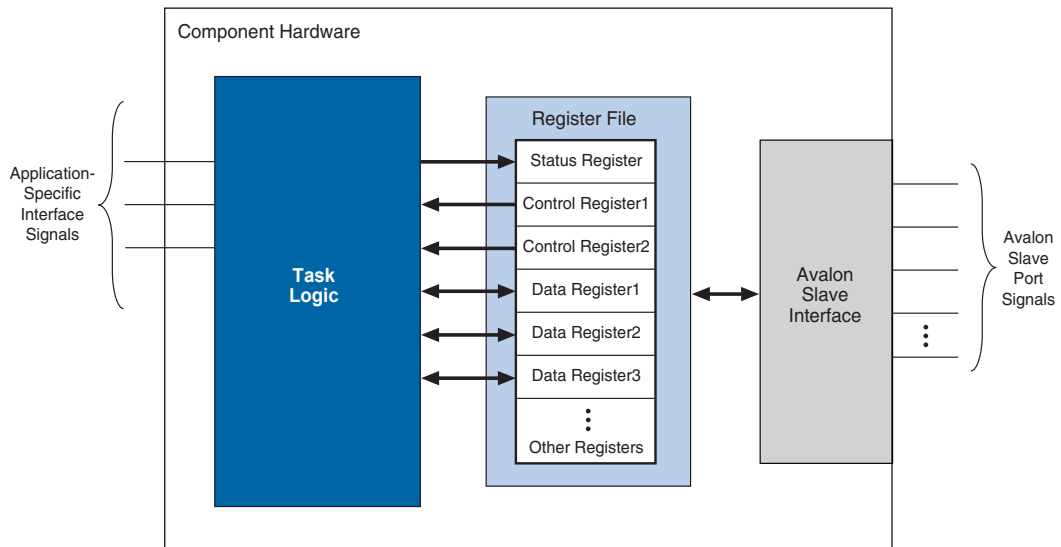 Component Hardware
Application-
Specific
Interface
Signals
Task
Logic
Register File
Status Register
Control Register1
Control Register2
Data Register1
Data Register2
Data Register3
Other Registers
Avalon
Slave
Interface
Avalon
Slave
Port
Signals